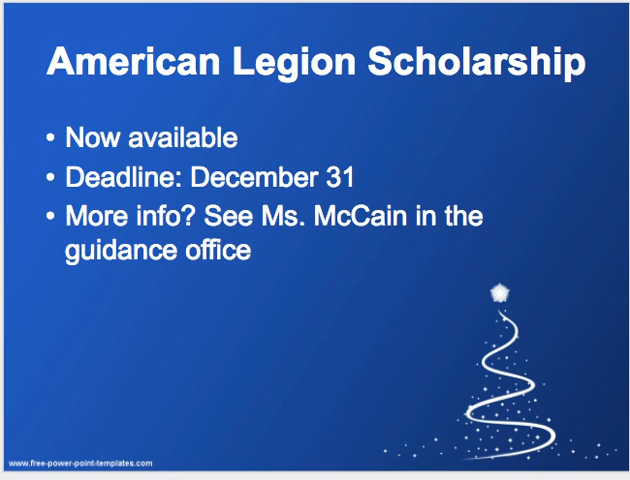 American Legion Scholarship
• Now available
• Deadline: December 31
• More info? See Ms. McCain in the
guidance office
www.free-power-point-templates.com